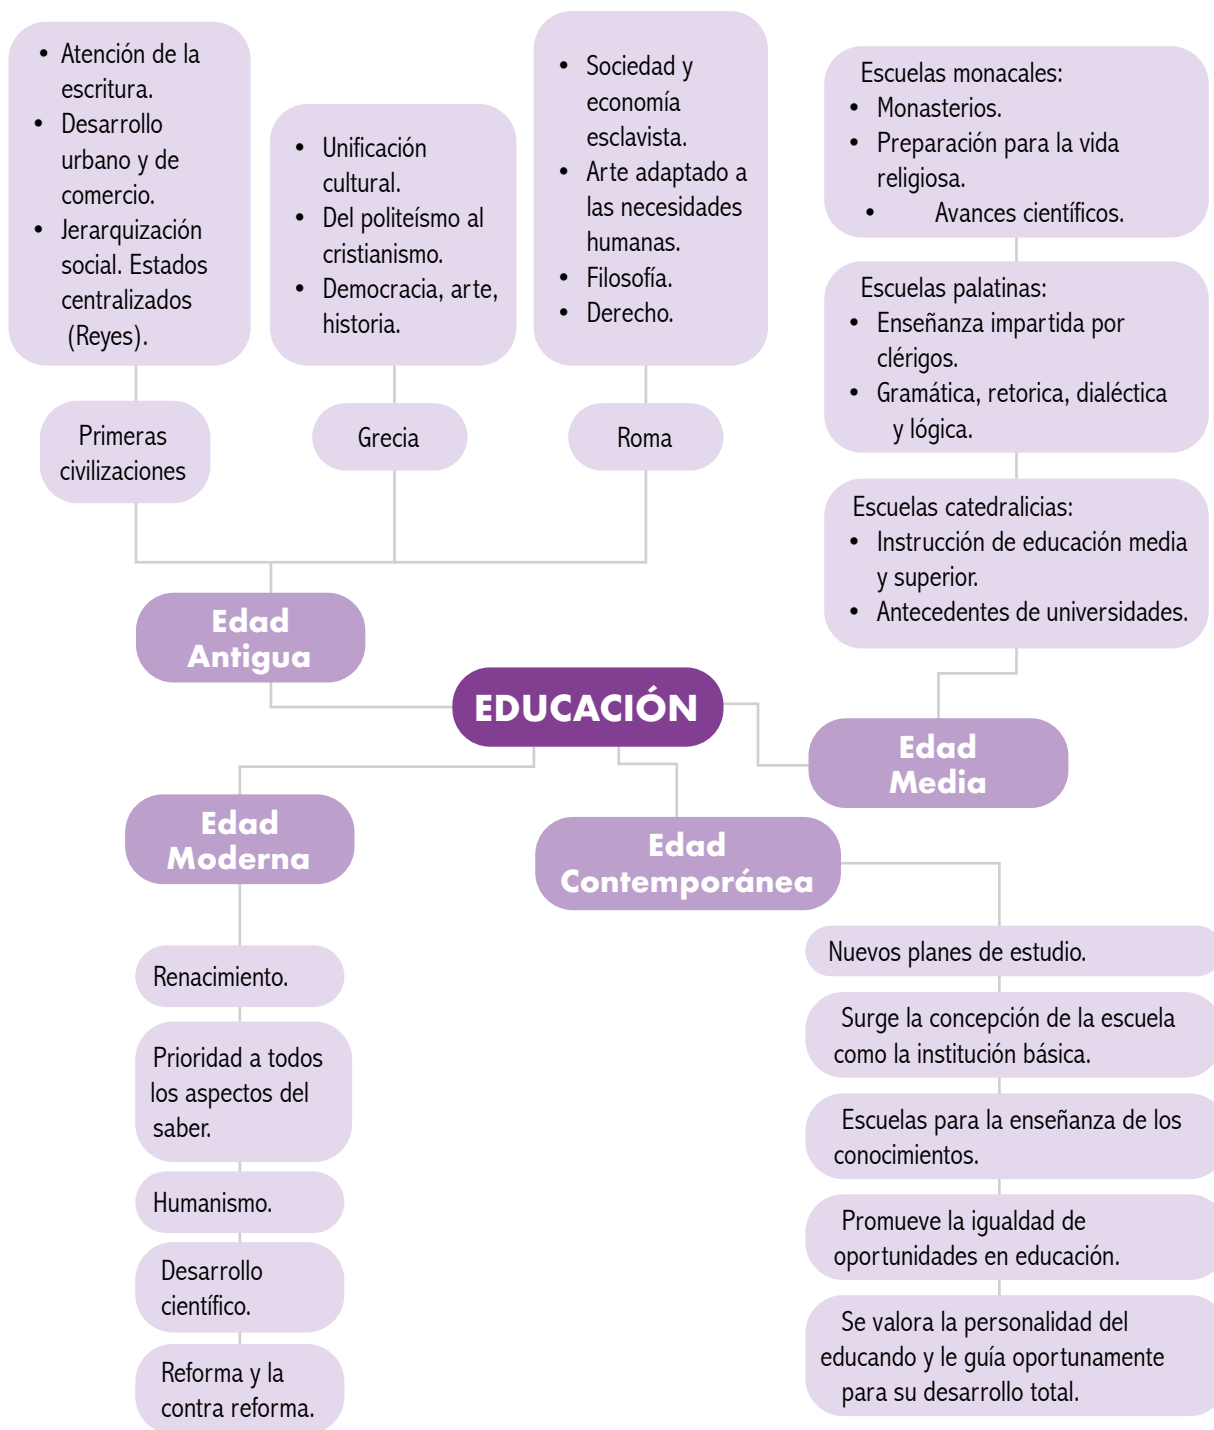 • Atención de la
escritura.
• Desarrollo
urbano y de
comercio.
• Jerarquización
social. Estados
centralizados
(Reyes).
Primeras
civilizaciones
• Unificación
cultural.
• Del politeísmo al
cristianismo.
• Democracia, arte,
historia.
Grecia
• Sociedad y
economía
esclavista.
• Arte adaptado a
las necesidades
humanas.
• Filosofía.
• Derecho.
Roma
Edad
Antigua
Escuelas monacales:
• Monasterios.
• Preparación para la vida
religiosa.
• Avances científicos.
Escuelas palatinas:
• Enseñanza impartida por
clérigos.
• Gramática, retorica, dialéctica
y lógica.
Escuelas catedralicias:
• Instrucción de educación media
y superior.
• Antecedentes de universidades.
EDUCACIÓN
Edad
Media
Edad
Moderna
Renacimiento.
Prioridad a todos
los aspectos del
saber.
Humanismo.
Desarrollo
científico.
Reforma y la
contra reforma.
Edad
Contemporánea
Nuevos planes de estudio.
Surge la concepción de la escuela
como la institución básica.
Escuelas para la enseñanza de los
conocimientos.
Promueve la igualdad de
oportunidades en educación.
Se valora la personalidad del
educando y le guía oportunamente
para su desarrollo total.